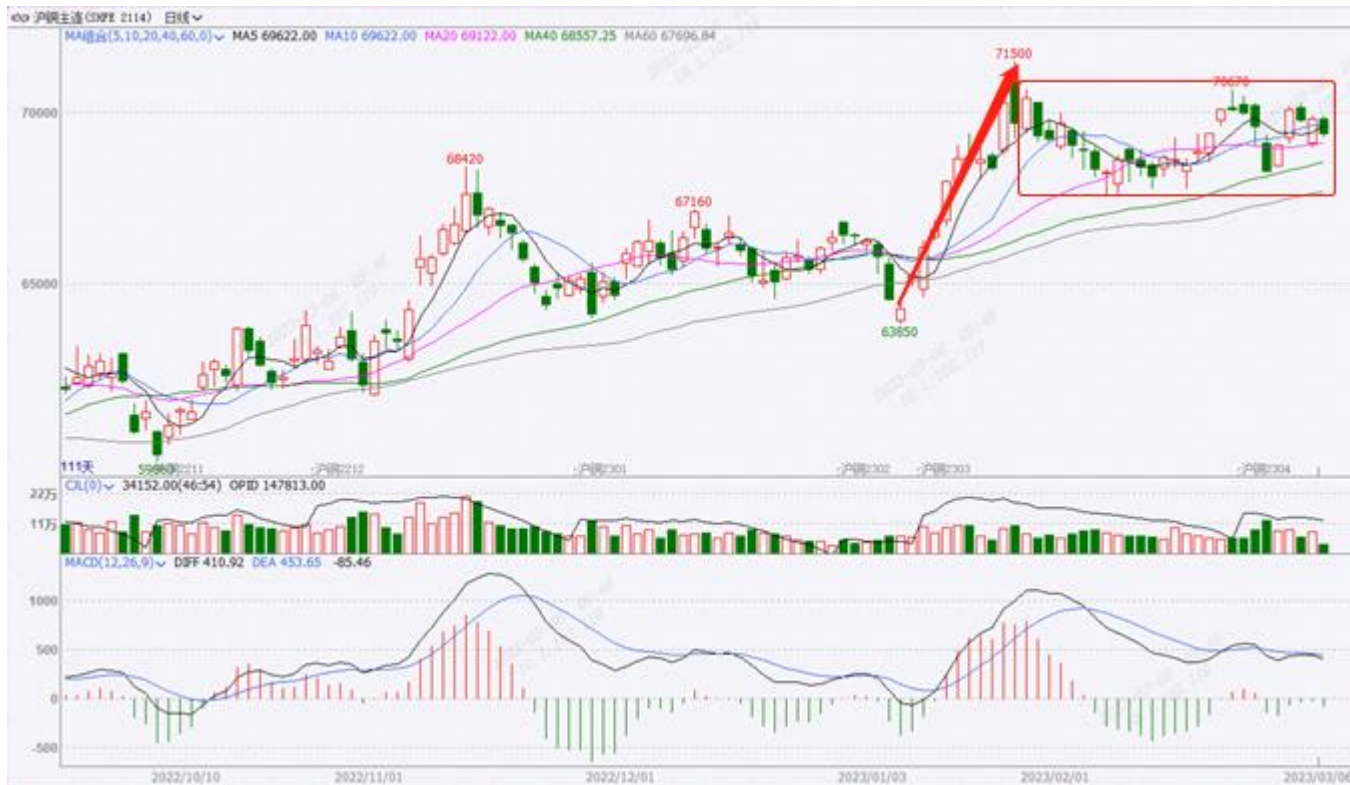 沪铜主连(SHFE 2114) 日线
MA组合(5,10,20,40,60,0) MA5 69622.00 MA10 69622.00 MA20 69122.00 MA40 68557.25 MA60 67696.84
71500
70670
70000
68420
67160
65000
63850
111天
沪铜2212
沪铜2301
沪铜2302
沪铜2303
沪铜2304
CJL(0) 34152.00(46:54) OPID 147813.00
22万
11万
MACD(12,26,9) DIFF 410.92 DEA 453.65 -85.46
1000
500
0
-500
2022/10/10 2022/11/01 2022/12/01 2023/01/03 2023/02/01 2023/03/06